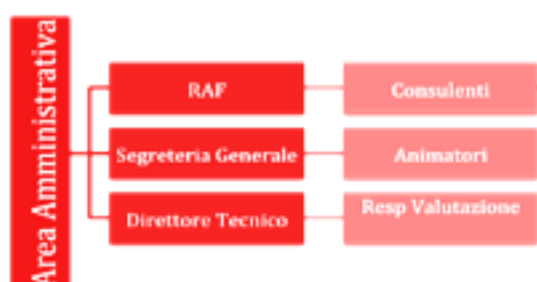 Area Amministrativa
RAF
Consulenti
Segreteria Generale
Animatori
Direttore Tecnico
Resp Valutazione